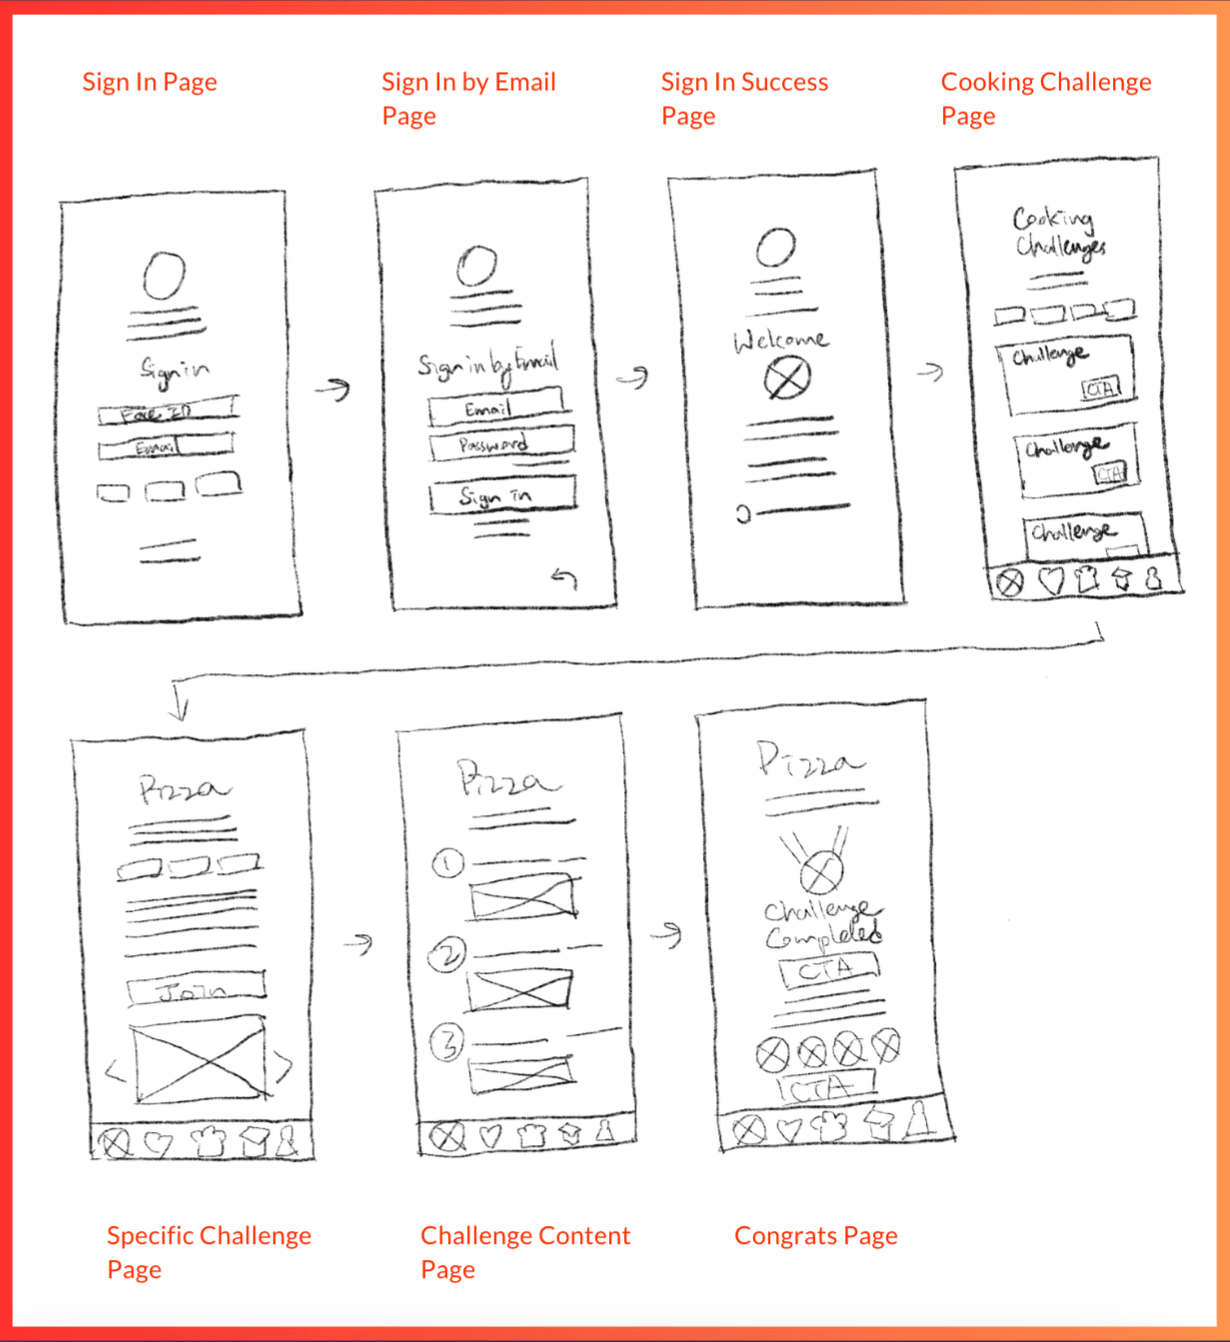 Sign In Page
Sign In by Email
Page
Sign In Success
Page
Cooking Challenge
Page
Sign in
Face ID
Email
Sign in by Email
Email
Password
Sign In
Welcome
Cooking
Challenges
Challenge
CTA
Challenge
CTA
Challenge
Pizza
Join
Pizza
1
2
3
Pizza
Challenge
Completed
CTA
CTA
Specific Challenge
Page
Challenge Content
Page
Congrats Page